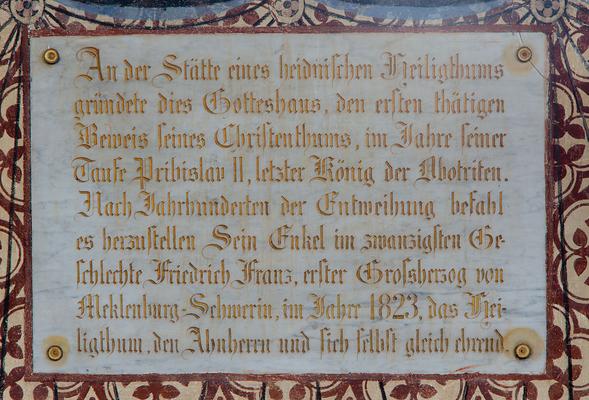 An der Stätte eines heidnischen Heiligthums
gründete dies Gotteshaus, den ersten thätigen
Beweis seines Christenthums, im Jahre seiner
Taufe Pribislav II, letzter König der Obotriten.
Nach Jahrhunderten der Entweihung befahl
es herzustellen Sein Enkel im zwanzigsten Ge-
schlechte Friedrich Franz, erster Grossherzog von
Meklenburg-Schwerin, im Jahre 1823, das Hei-
ligthum, den Ahnherrn und sich selbst gleich ehrend